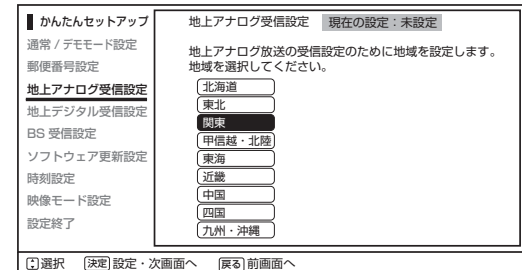 かんたんセットアップ
通常 / デモモード設定
郵便番号設定
地上アナログ受信設定
地上デジタル受信設定
BS 受信設定
ソフトウェア更新設定
時刻設定
映像モード設定
設定終了
地上アナログ受信設定 現在の設定：未設定
地上アナログ放送の受信設定のために地域を設定します。
地域を選択してください。
北海道
東北
関東
甲信越・北陸
東海
近畿
中国
四国
九州・沖縄
選択 決定 設定・次画面へ 戻る 前画面へ